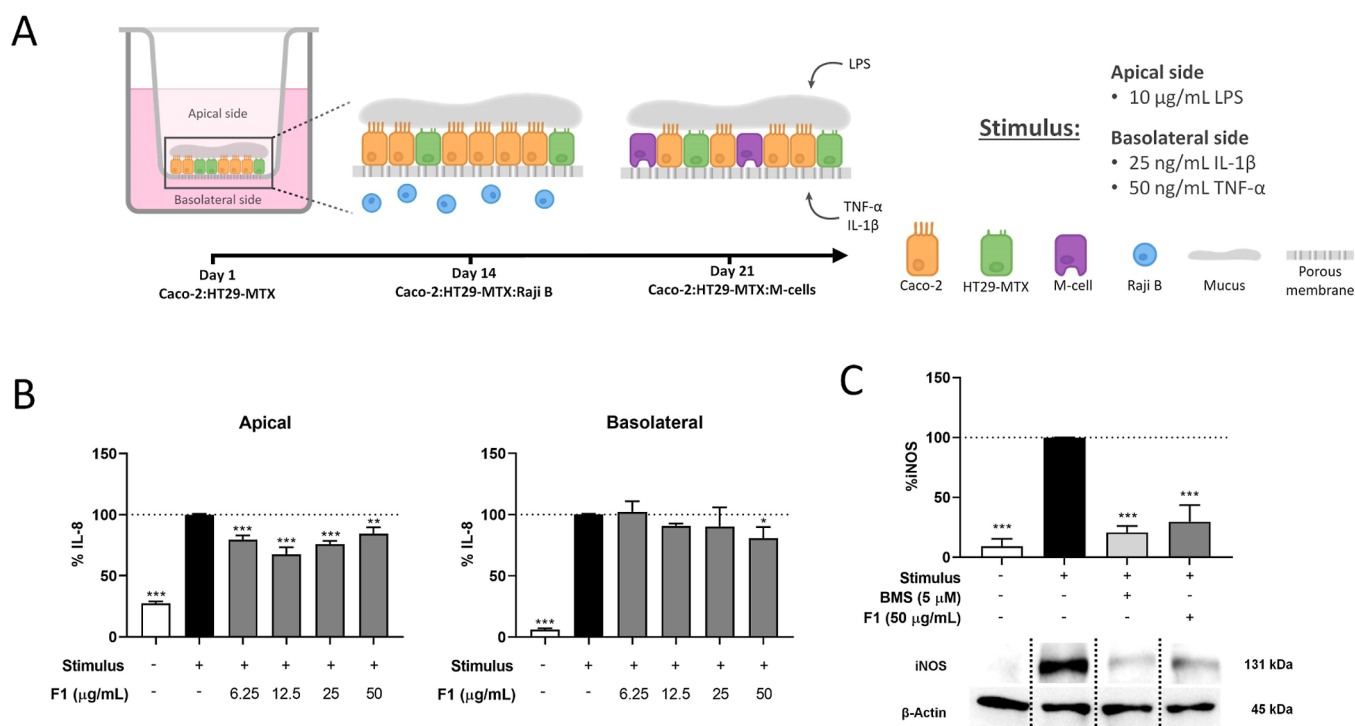 A
Apical side
Basolateral side
LPS
TNF-α
IL-1β
Day 1
Caco-2:HT29-MTX
Day 14
Caco-2:HT29-MTX:Raji B
Day 21
Caco-2:HT29-MTX:M-cells
Stimulus:
Apical side
• 10 µg/mL LPS
Basolateral side
• 25 ng/mL IL-1β
• 50 ng/mL TNF-α
Caco-2
HT29-MTX
M-cell
Raji B
Mucus
Porous
membrane
B
Apical
% IL-8
150
100
50
0
***
***
***
***
**
Stimulus - + + + + +
F1 (µg/mL) - - 6.25 12.5 25 50
Basolateral
% IL-8
150
100
50
0
***
*
Stimulus - + + + + +
F1 (µg/mL) - - 6.25 12.5 25 50
C
%iNOS
150
100
50
0
***
***
***
Stimulus - + + +
BMS (5 µM) - - + -
F1 (50 µg/mL) - - - +
iNOS 131 kDa
β-Actin 45 kDa